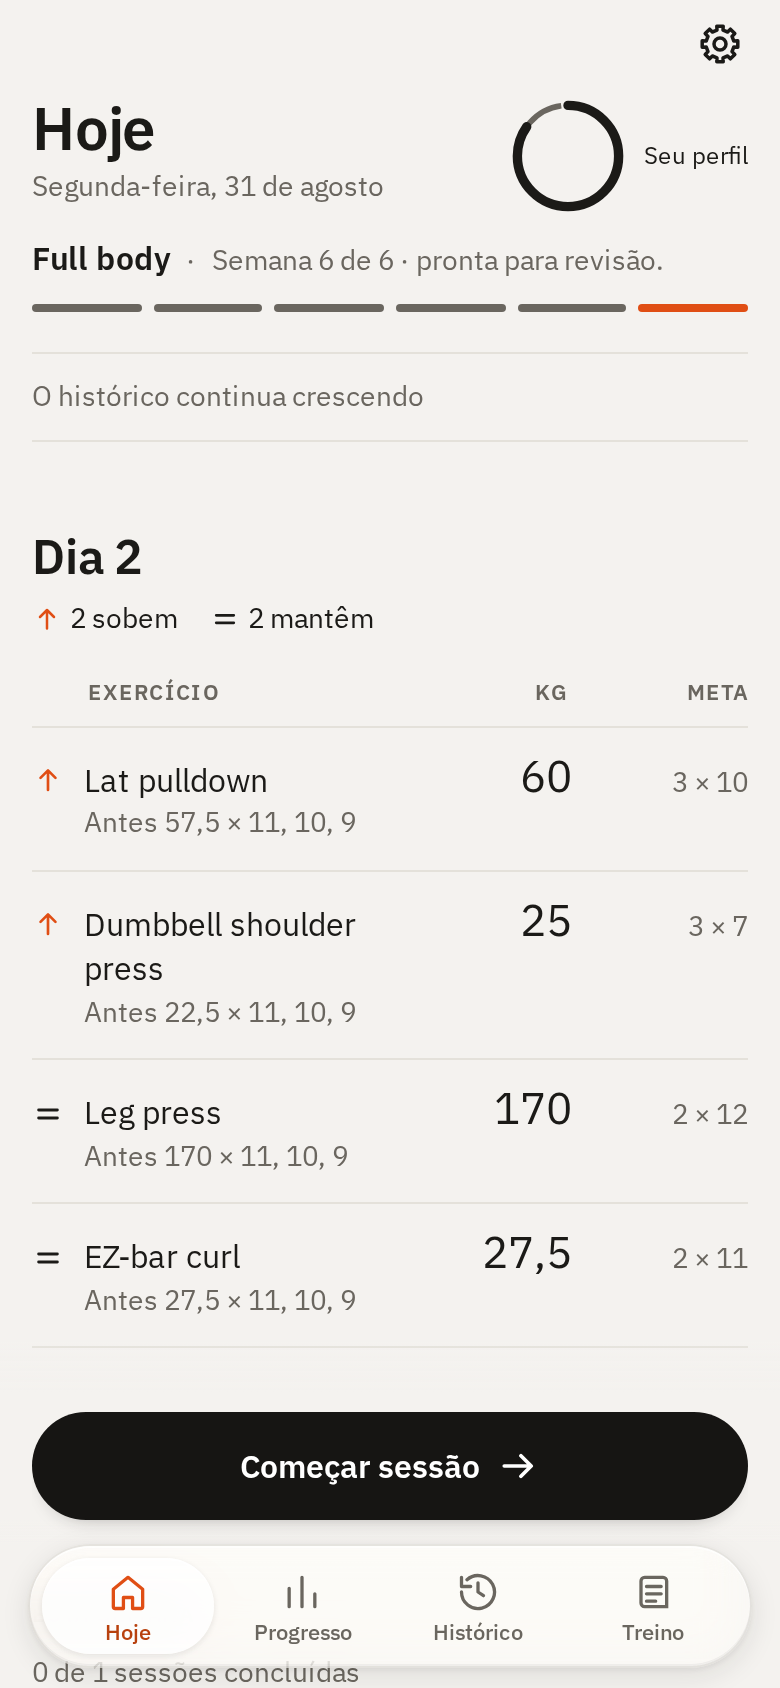 Hoje
Segunda-feira, 31 de agosto
Seu perfil
Full body · Semana 6 de 6 · pronta para revisão.
O histórico continua crescendo
Dia 2
↑ 2 sobem = 2 mantêm
EXERCÍCIO KG META
↑ Lat pulldown 60 3 × 10
Antes 57,5 × 11, 10, 9
↑ Dumbbell shoulder 25 3 × 7
press
Antes 22,5 × 11, 10, 9
= Leg press 170 2 × 12
Antes 170 × 11, 10, 9
= EZ-bar curl 27,5 2 × 11
Antes 27,5 × 11, 10, 9
Começar sessão →
Hoje Progresso Histórico Treino
0 de 1 sessões concluídas